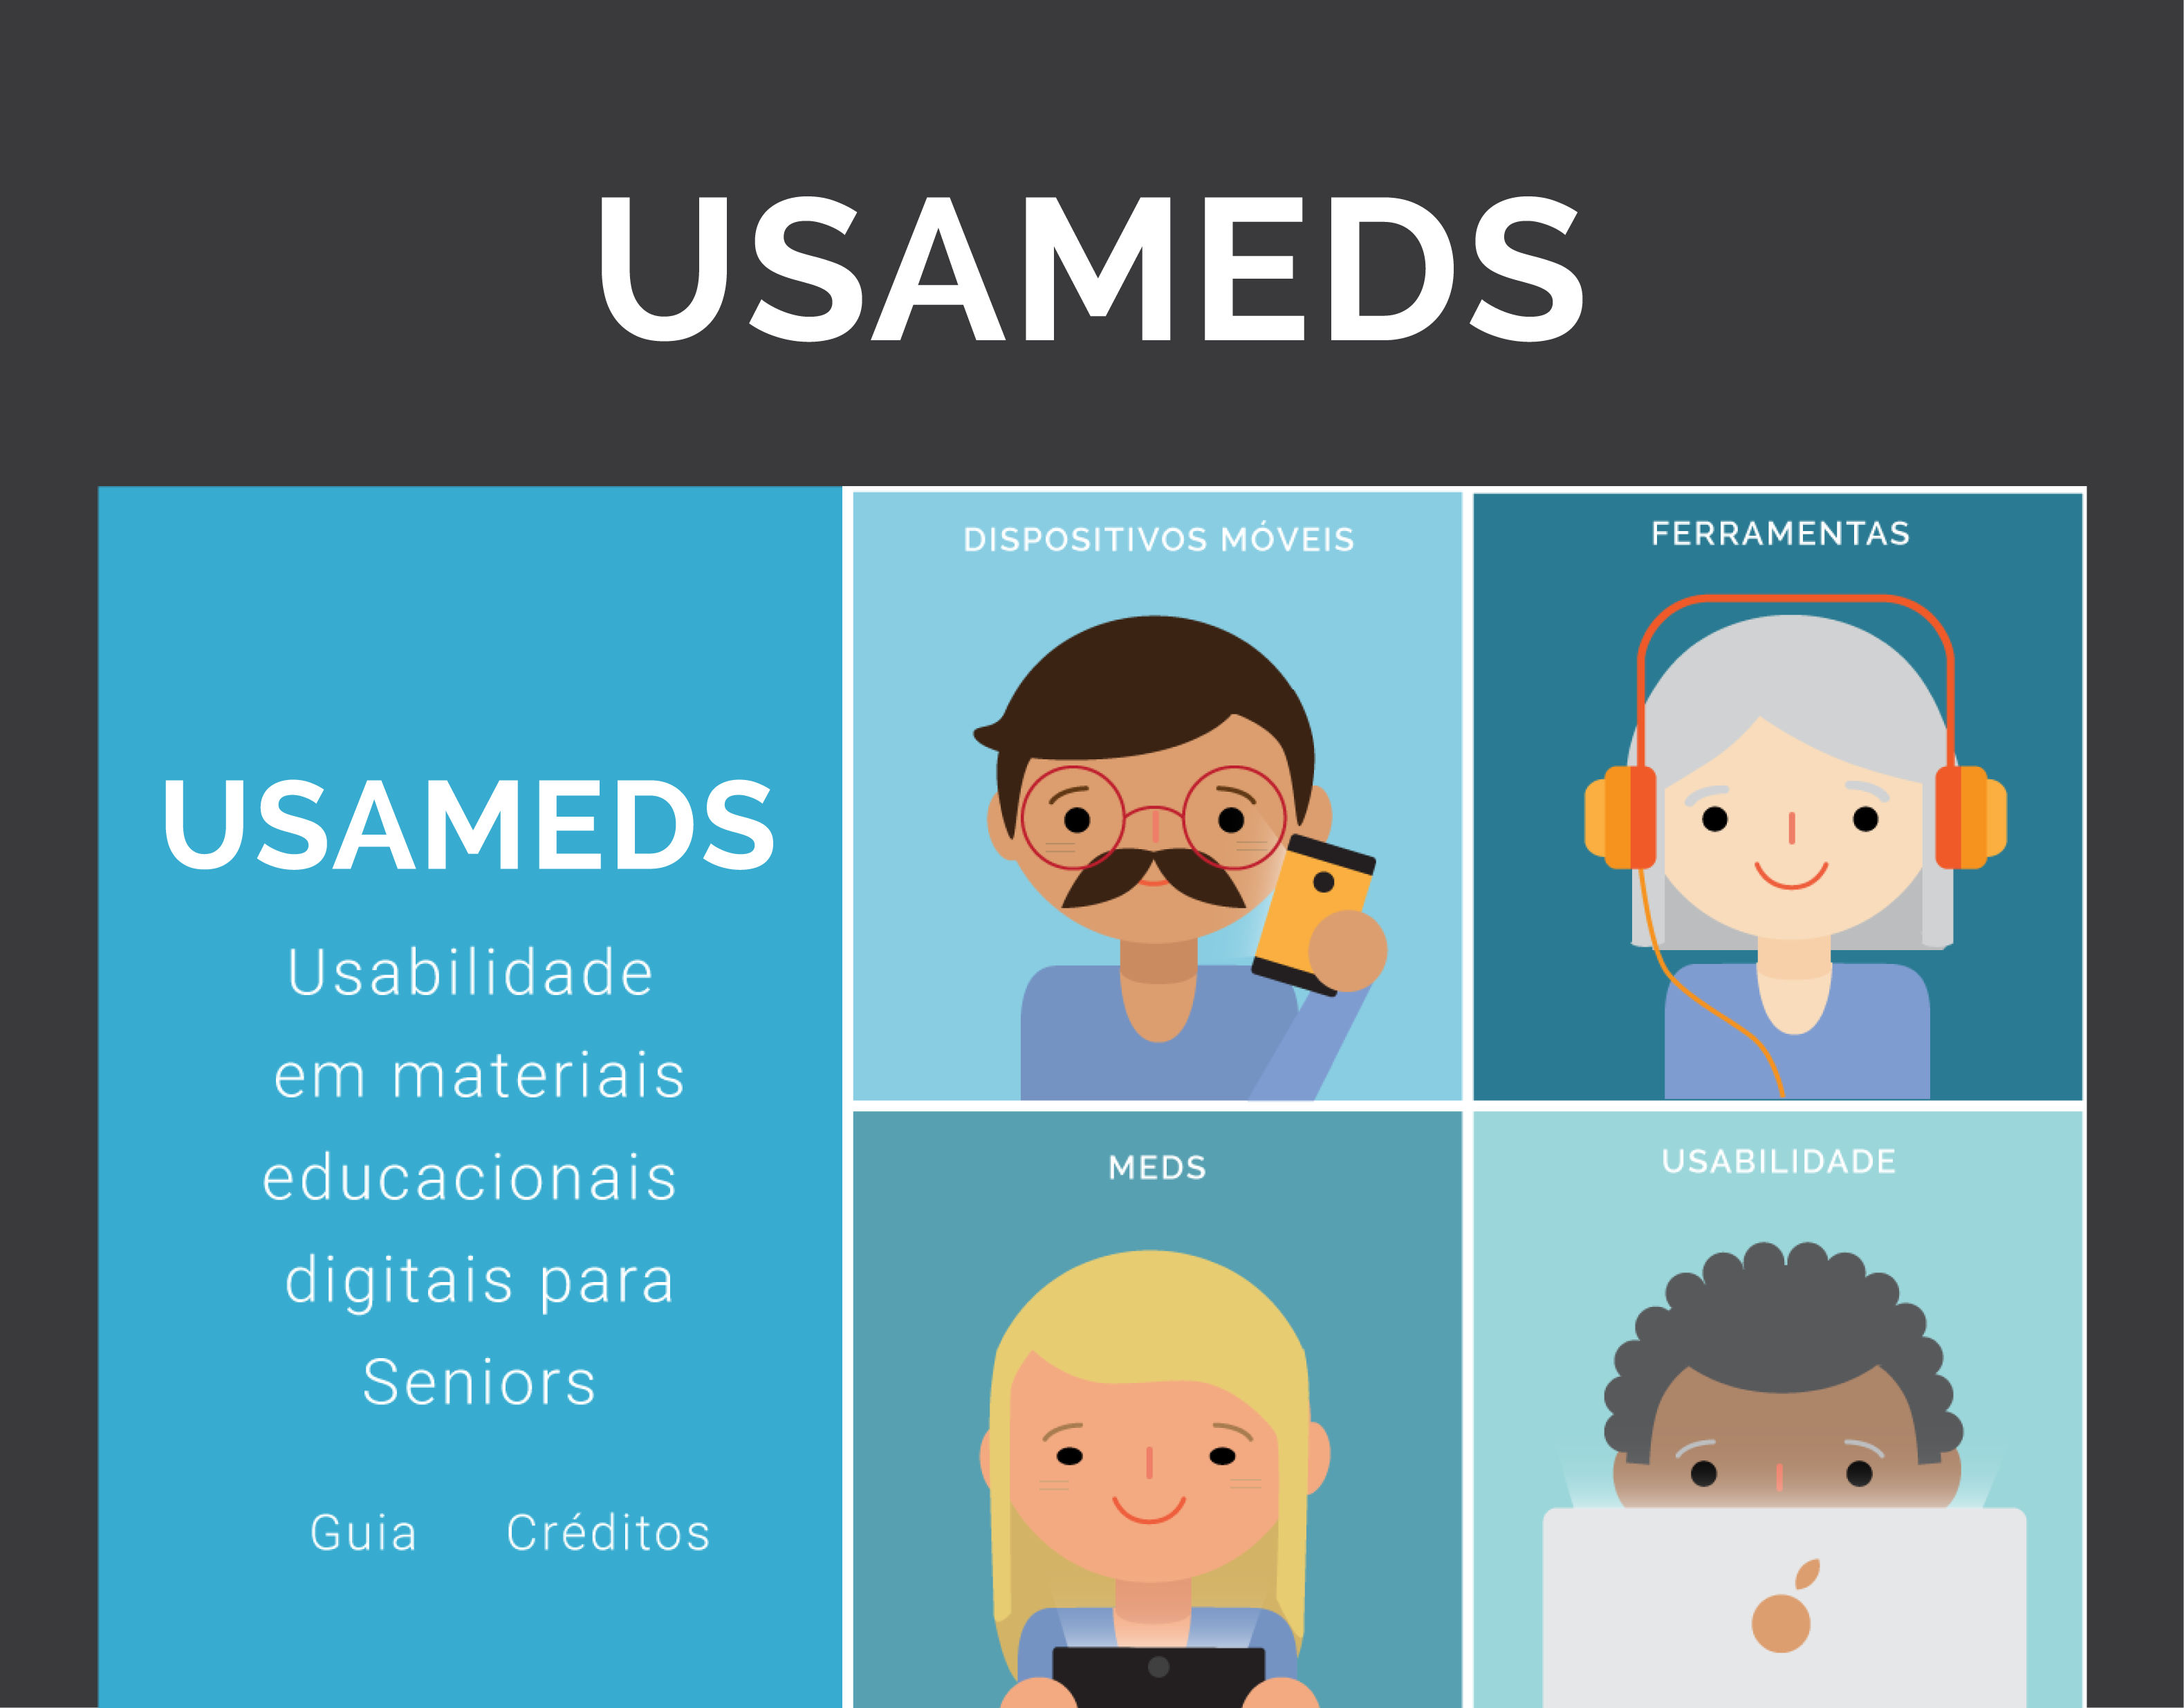 USAMEDS
USAMEDS
Usabilidade
em materiais
educacionais
digitais para
Seniors
Guia Créditos
DISPOSITIVOS MÓVEIS
FERRAMENTAS
MEDS
USABILIDADE